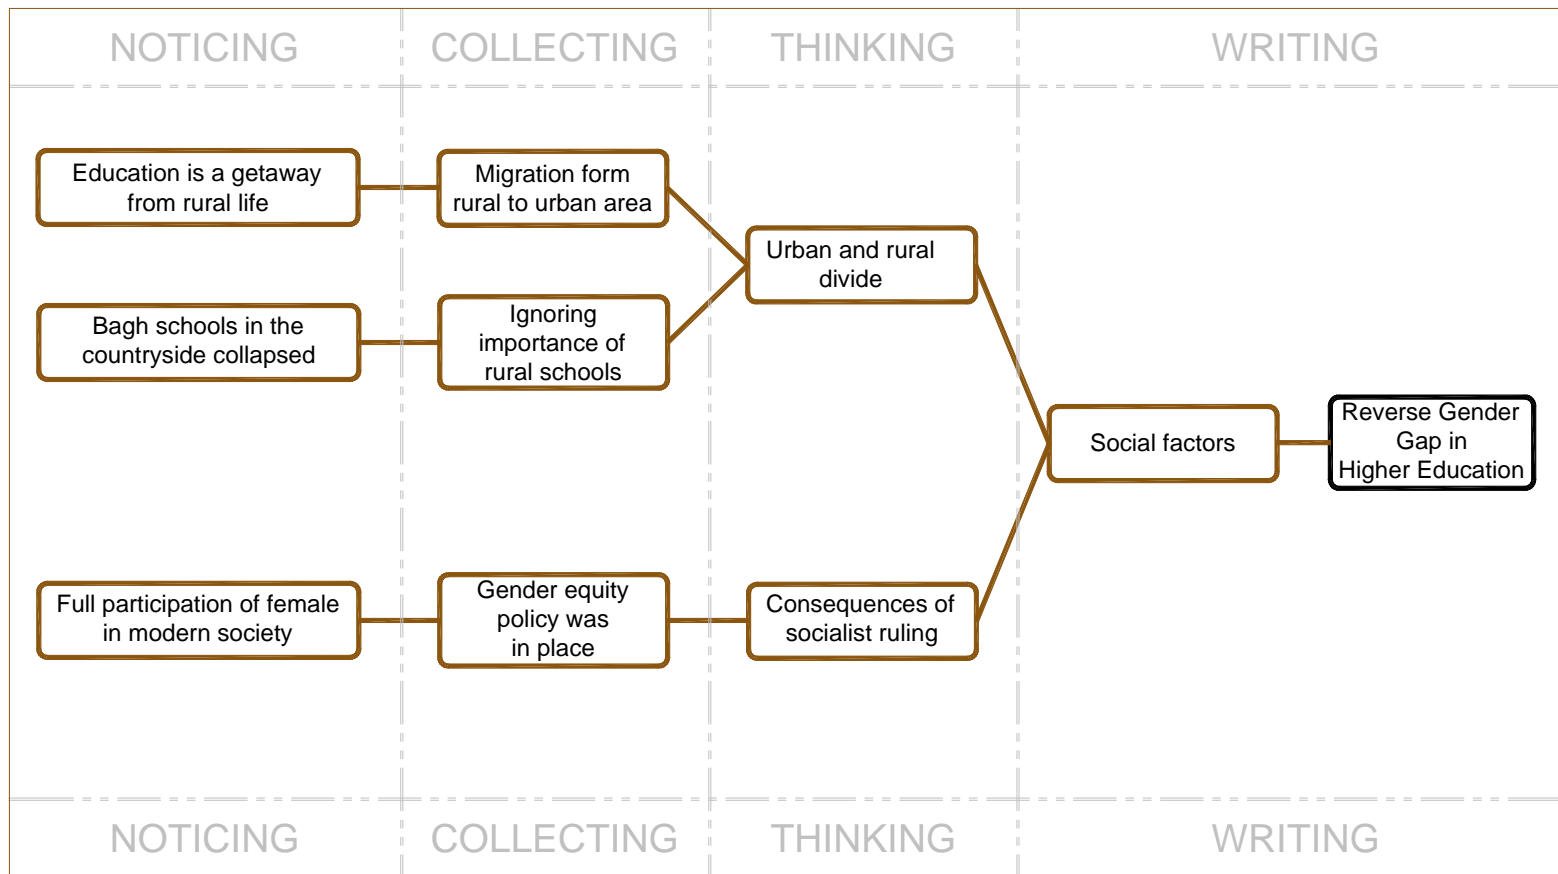 NOTICING
COLLECTING
THINKING
WRITING
Education is a getaway
from rural life
Migration form
rural to urban area
Urban and rural
divide
Bagh schools in the
countryside collapsed
Ignoring
importance of
rural schools
Social factors
Reverse Gender
Gap in
Higher Education
Full participation of female
in modern society
Gender equity
policy was
in place
Consequences of
socialist ruling
NOTICING
COLLECTING
THINKING
WRITING